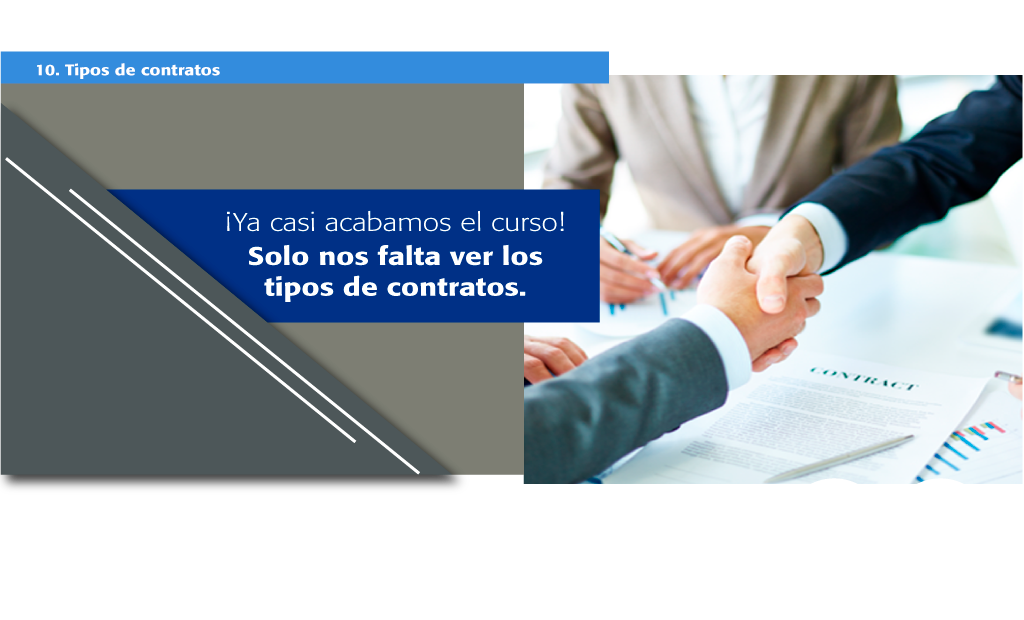 10. Tipos de contratos
¡Ya casi acabamos el curso!
Solo nos falta ver los
tipos de contratos.
CONTRACT